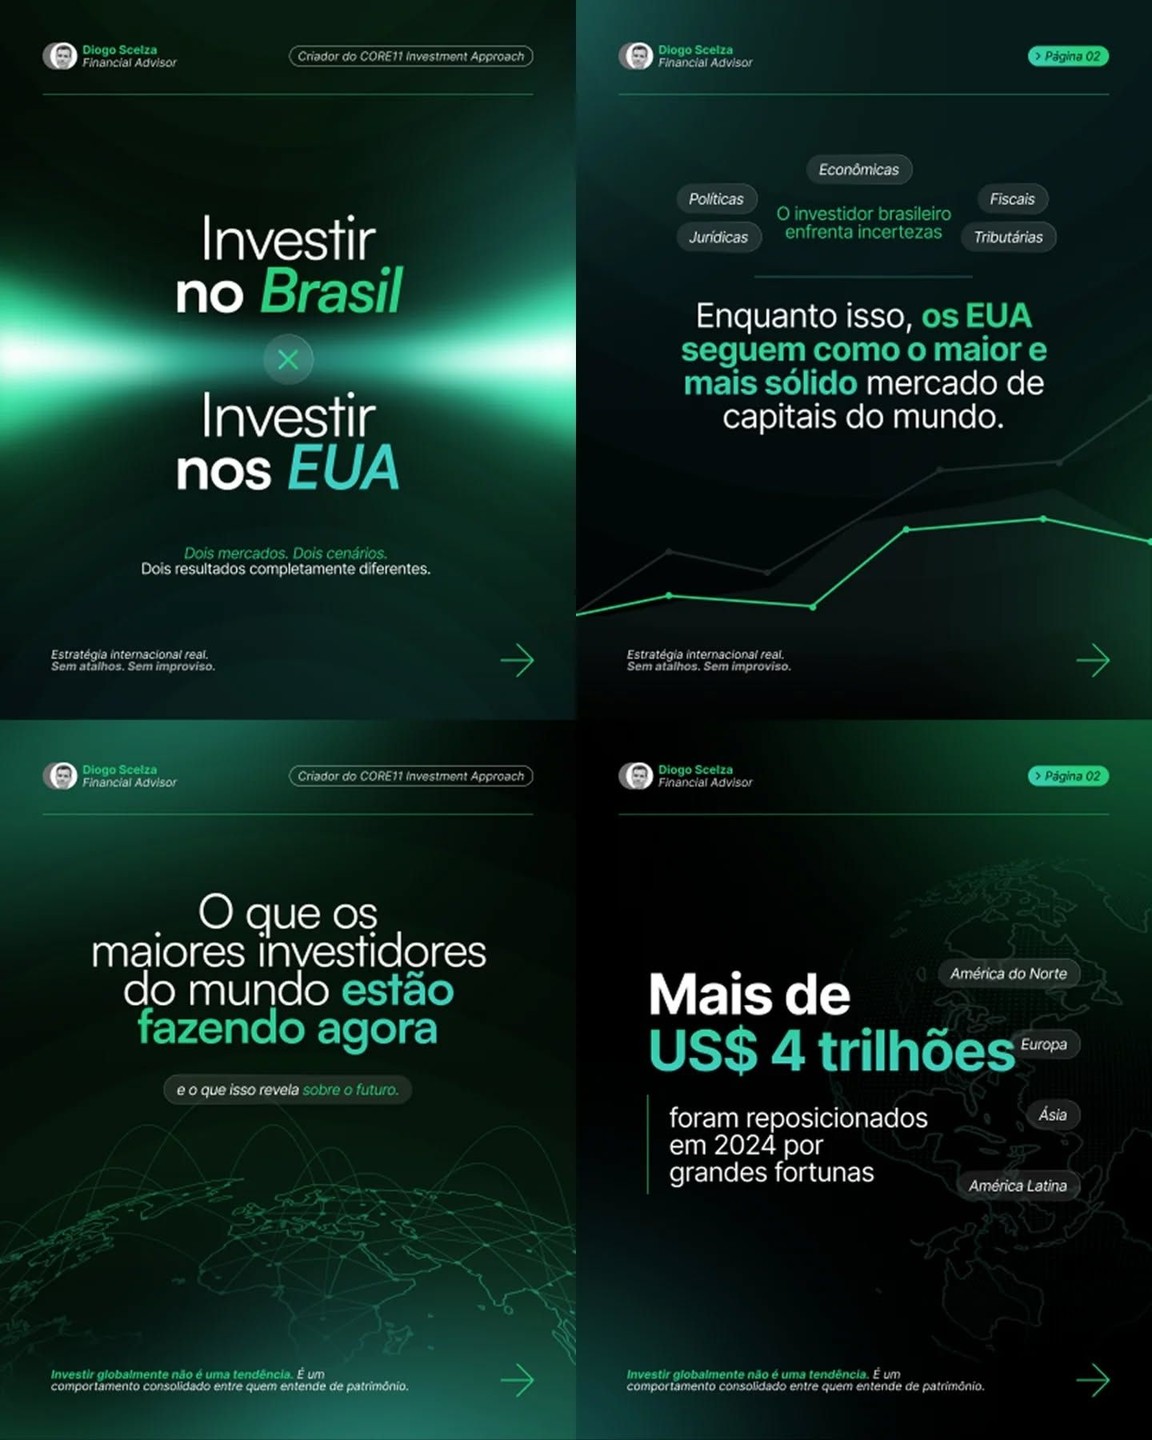 Diogo Scelza
Financial Advisor
Criador do CORE11 Investment Approach
Investir
no Brasil
Investir
nos EUA
Dois mercados. Dois cenários.
Dois resultados completamente diferentes.
Estratégia internacional real.
Sem atalhos. Sem improviso.
Diogo Scelza
Financial Advisor
> Página 02
Econômicas
Políticas
Fiscais
O investidor brasileiro
enfrenta incertezas
Jurídicas
Tributárias
Enquanto isso, os EUA
seguem como o maior e
mais sólido mercado de
capitais do mundo.
Estratégia internacional real.
Sem atalhos. Sem improviso.
Diogo Scelza
Financial Advisor
Criador do CORE11 Investment Approach
O que os
maiores investidores
do mundo estão
fazendo agora
e o que isso revela sobre o futuro.
Investir globalmente não é uma tendência. É um
comportamento consolidado entre quem entende de patrimônio.
Diogo Scelza
Financial Advisor
> Página 02
América do Norte
Mais de
US$ 4 trilhões
Europa
foram reposicionados
em 2024 por
grandes fortunas
Ásia
América Latina
Investir globalmente não é uma tendência. É um
comportamento consolidado entre quem entende de patrimônio.